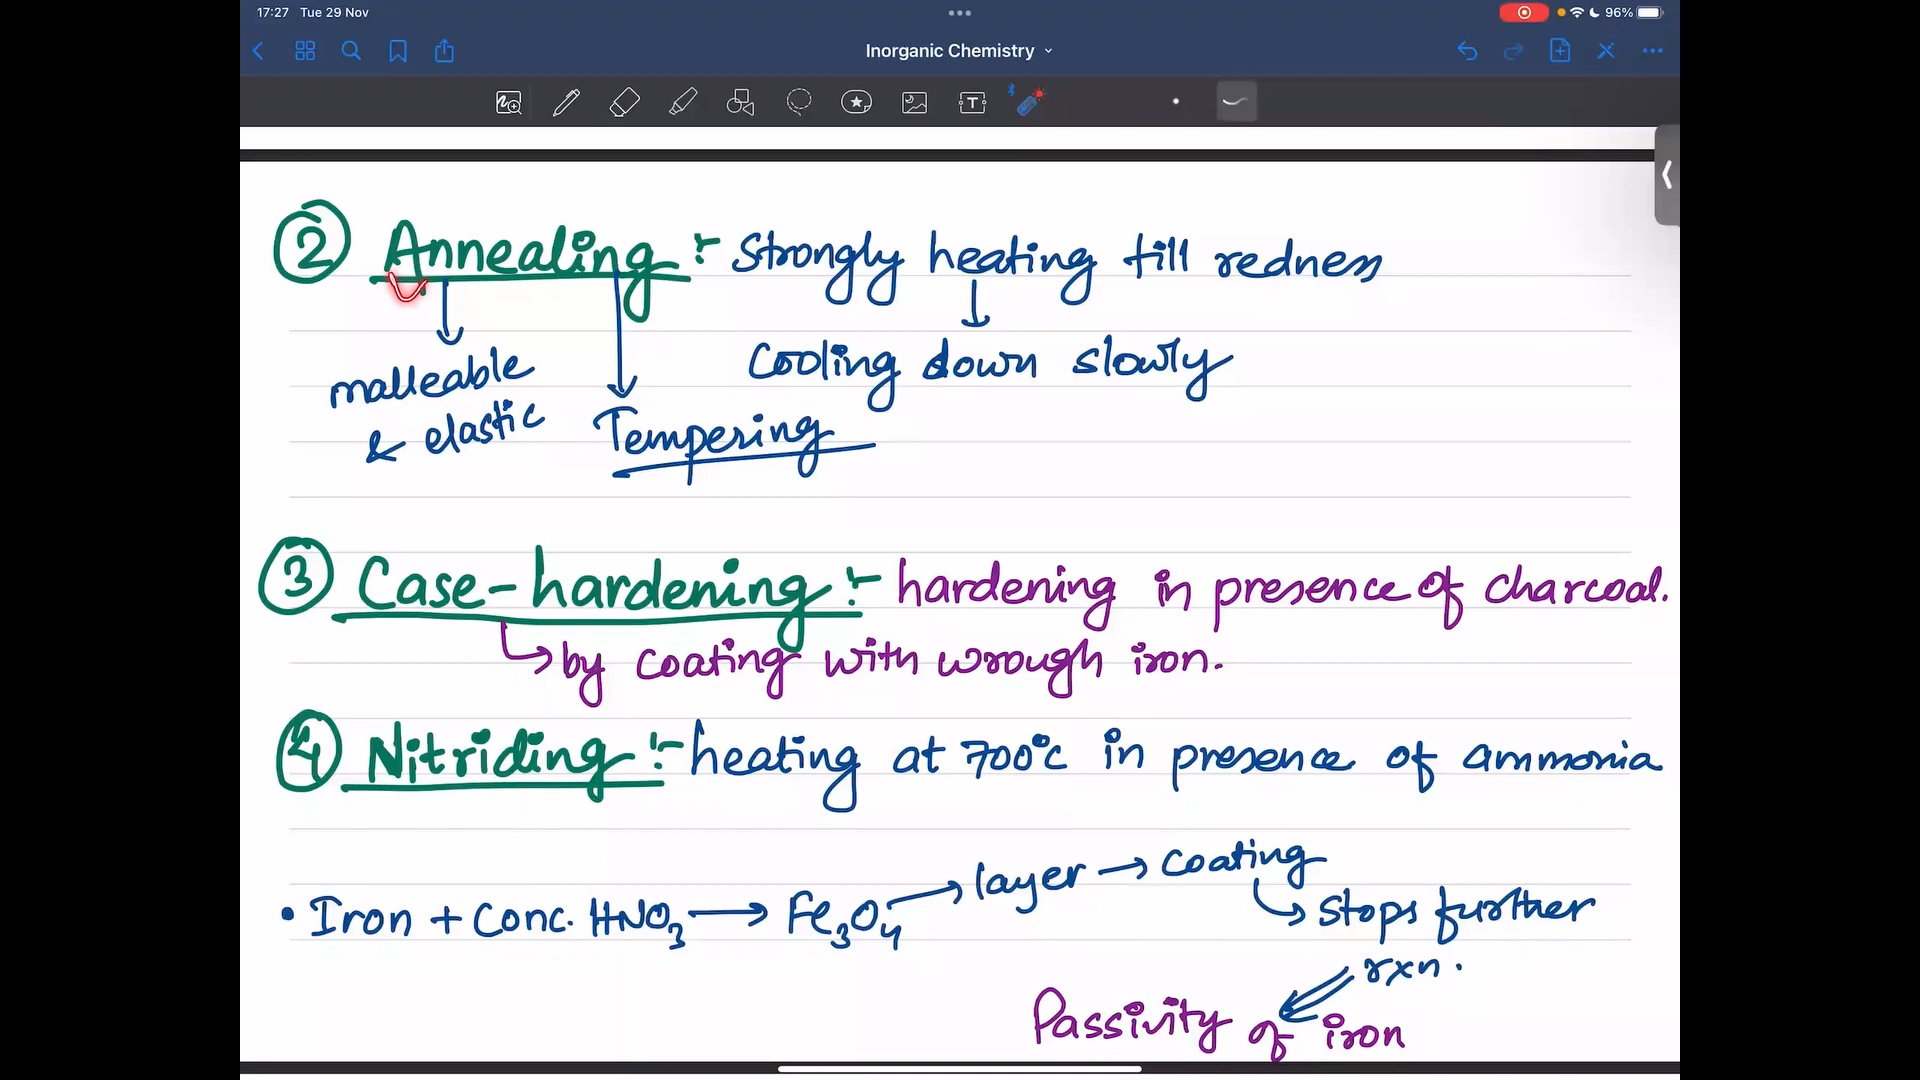 17:27 Tue 29 Nov
96%
Inorganic Chemistry
② Annealing :- Strongly heating till redness
Cooling down slowly
malleable
& elastic
Tempering
③ Case-hardening :- hardening in presence of charcoal.
by coating with wrough iron.
④ Nitriding :- heating at 700°C in presence of ammonia
• Iron + Conc. HNO₃ → Fe₃O₄ → layer → coating
→ stops further
rxn.
Passivity of iron